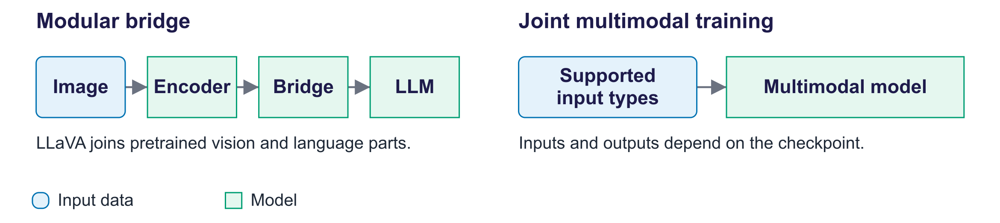 Modular bridge
Image
Encoder
Bridge
LLM
LLaVA joins pretrained vision and language parts.
Joint multimodal training
Supported
input types
Multimodal model
Inputs and outputs depend on the checkpoint.
Input data
Model